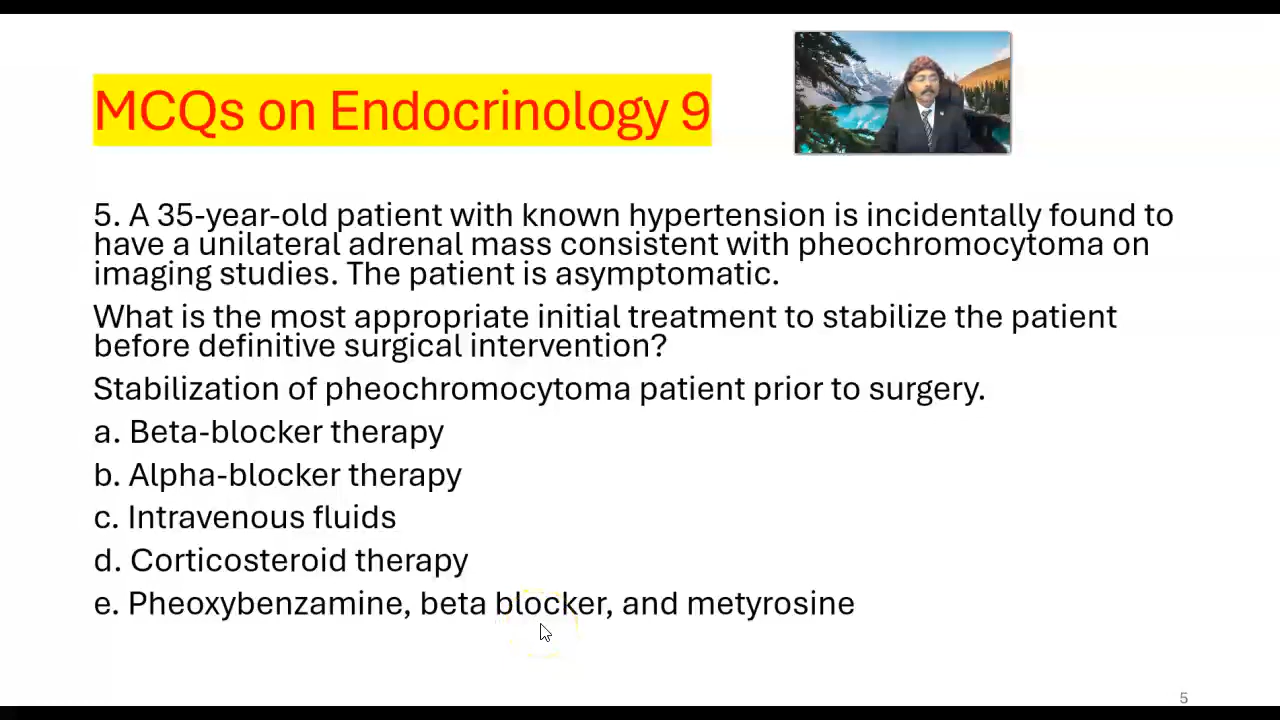 MCQs on Endocrinology 9
5. A 35-year-old patient with known hypertension is incidentally found to
have a unilateral adrenal mass consistent with pheochromocytoma on
imaging studies. The patient is asymptomatic.
What is the most appropriate initial treatment to stabilize the patient
before definitive surgical intervention?
Stabilization of pheochromocytoma patient prior to surgery.
a. Beta-blocker therapy
b. Alpha-blocker therapy
c. Intravenous fluids
d. Corticosteroid therapy
e. Pheoxybenzamine, beta blocker, and metyrosine
5